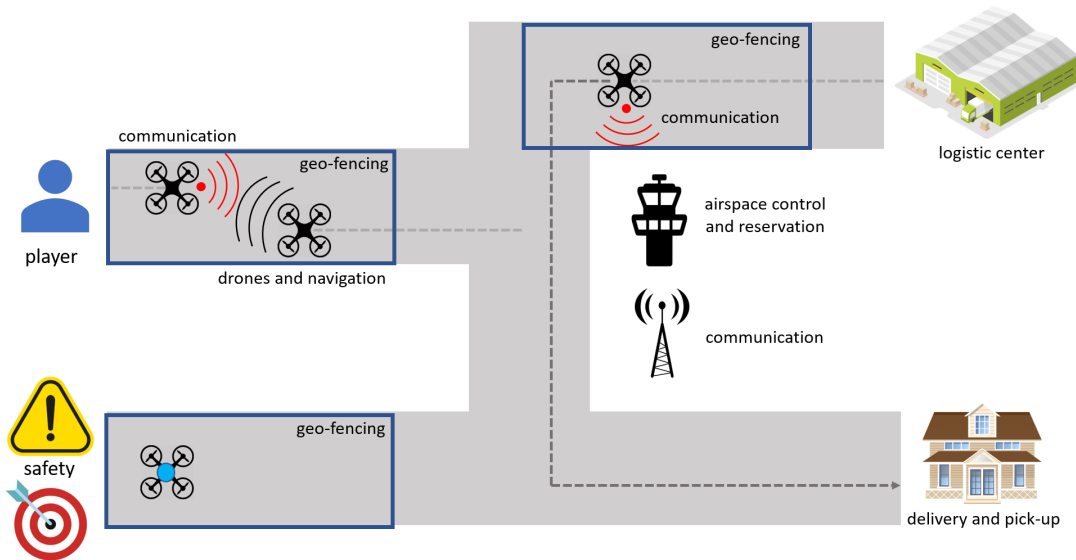 geo-fencing
communication
logistic center
communication
geo-fencing
player
drones and navigation
airspace control
and reservation
communication
geo-fencing
safety
delivery and pick-up